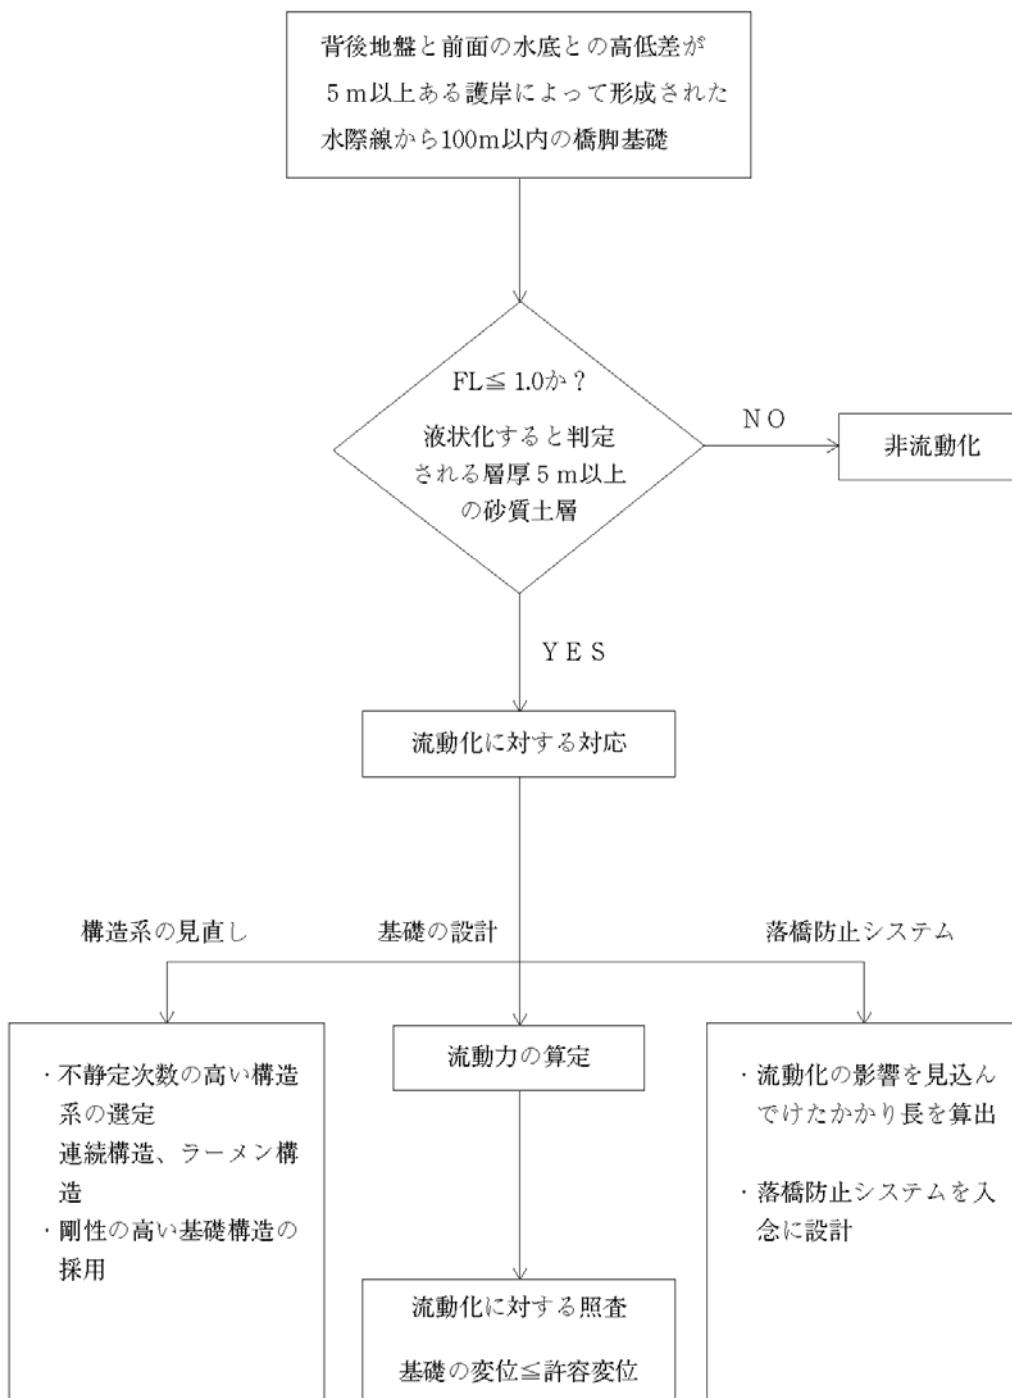 背後地盤と前面の水底との高低差が
5m以上ある護岸によって形成された
水際線から100m以内の橋脚基礎
FL≦1.0か？
液状化すると判定
される層厚5m以上
の砂質土層
NO
非流動化
YES
流動化に対する対応
構造系の見直し
基礎の設計
落橋防止システム
・不静定次数の高い構造
系の選定
連続構造、ラーメン構
造
・剛性の高い基礎構造の
採用
流動力の算定
流動化に対する照査
基礎の変位≦許容変位
・流動化の影響を見込ん
でけたかかり長を算出
・落橋防止システムを入
念に設計